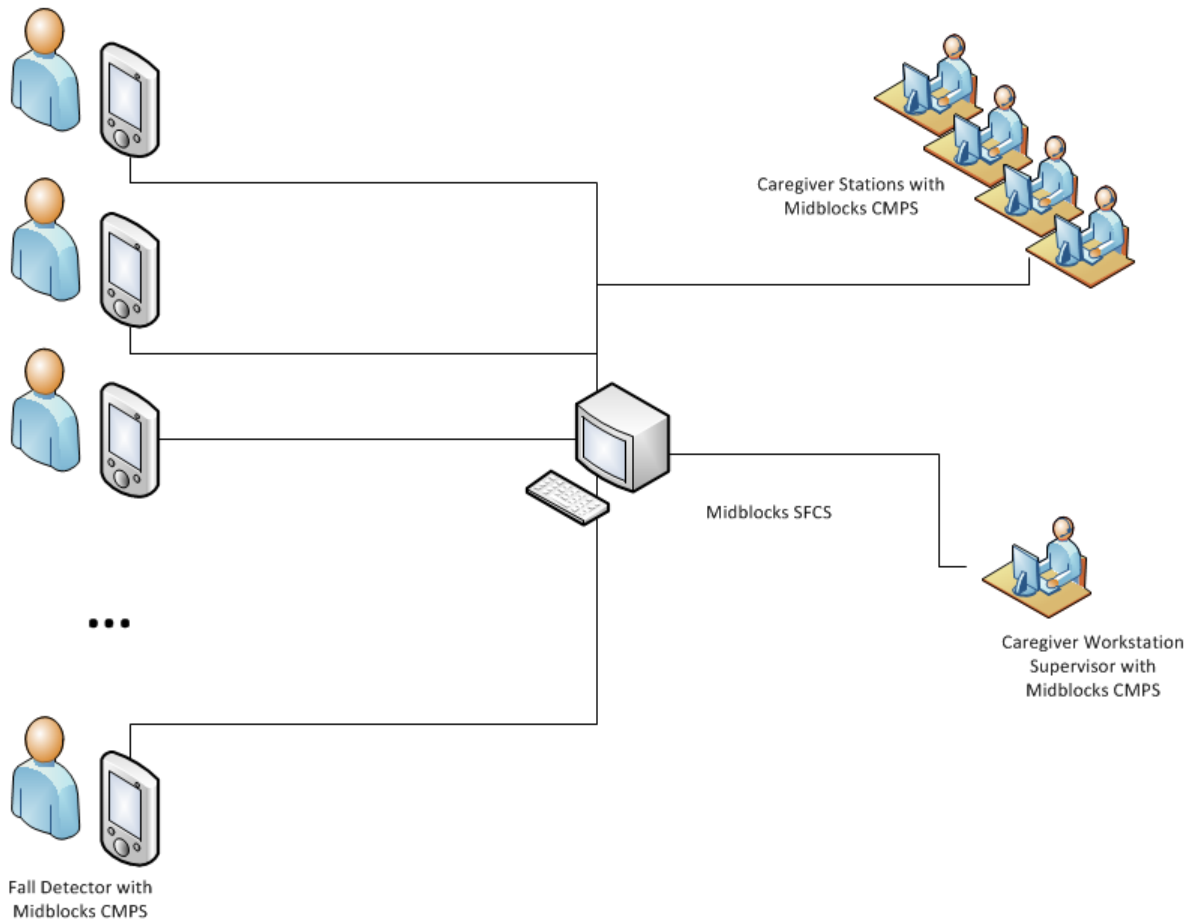 Caregiver Stations with
Midblocks CMPS
Midblocks SFCS
...
Caregiver Workstation
Supervisor with
Midblocks CMPS
Fall Detector with
Midblocks CMPS